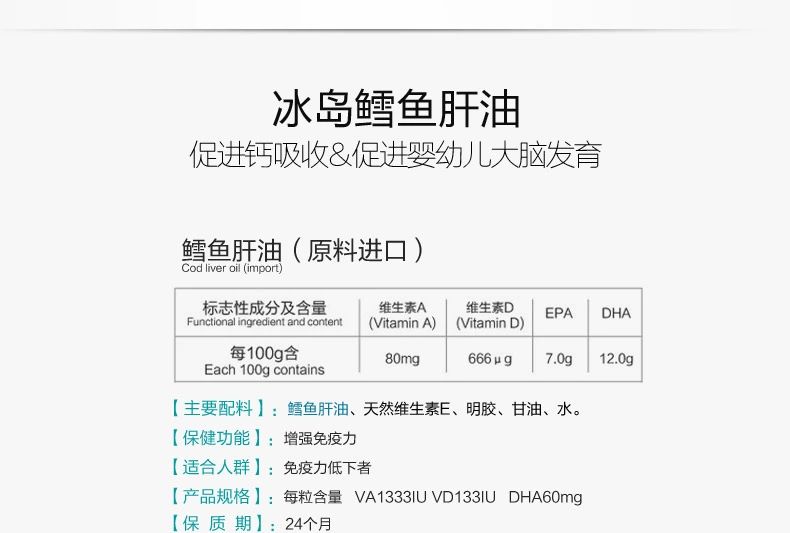 冰岛鳕鱼肝油
促进钙吸收&促进婴幼儿大脑发育
鳕鱼肝油（原料进口）
Cod liver oil (import)
标志性成分及含量 维生素A 维生素D EPA DHA
Functional ingredient and content (Vitamin A) (Vitamin D)
每100g含 80mg 666μg 7.0g 12.0g
Each 100g contains
【主要配料】：鳕鱼肝油、天然维生素E、明胶、甘油、水。
【保健功能】：增强免疫力
【适合人群】：免疫力低下者
【产品规格】：每粒含量 VA1333IU VD133IU DHA60mg
【保 质 期】：24个月